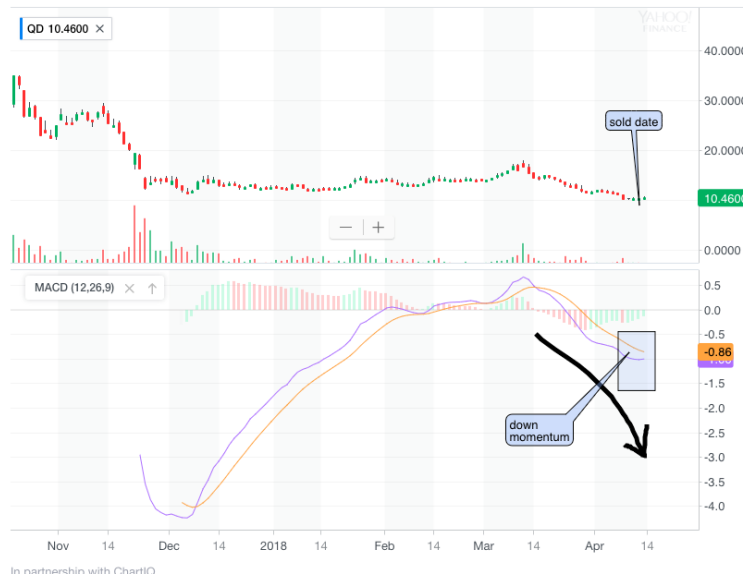 QD 10.4600
YAHOO!
FINANCE
40.0000
30.0000
sold date
20.0000
10.4600
0.0000
MACD (12,26,9)
0.5
0.0
-0.5
-0.86
-1.5
down
momentum
-2.0
-2.5
-3.0
-3.5
-4.0
Nov
14
Dec
14
2018
14
Feb
14
Mar
14
Apr
14
In partnership with ChartIQ